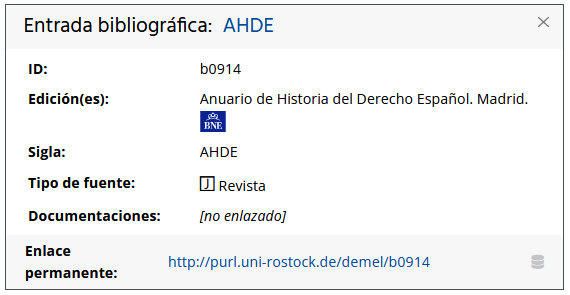 Entrada bibliográfica: AHDE
ID: b0914
Edición(es): Anuario de Historia del Derecho Español. Madrid.
BNE
Sigla: AHDE
Tipo de fuente: J Revista
Documentaciones: [no enlazado]
Enlace permanente: http://purl.uni-rostock.de/demel/b0914